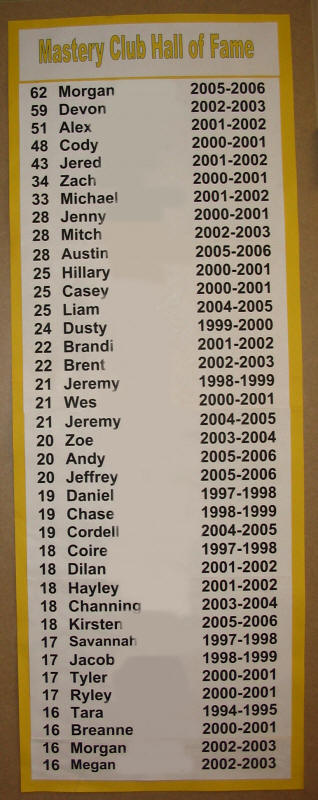 Mastery Club Hall of Fame
62 Morgan 2005-2006
59 Devon 2002-2003
51 Alex 2001-2002
48 Cody 2000-2001
43 Jered 2001-2002
34 Zach 2000-2001
33 Michael 2001-2002
28 Jenny 2000-2001
28 Mitch 2002-2003
28 Austin 2005-2006
25 Hillary 2000-2001
25 Casey 2000-2001
25 Liam 2004-2005
24 Dusty 1999-2000
22 Brandi 2001-2002
22 Brent 2002-2003
21 Jeremy 1998-1999
21 Wes 2000-2001
21 Jeremy 2004-2005
20 Zoe 2003-2004
20 Andy 2005-2006
20 Jeffrey 2005-2006
19 Daniel 1997-1998
19 Chase 1998-1999
19 Cordell 2004-2005
18 Coire 1997-1998
18 Dilan 2001-2002
18 Hayley 2001-2002
18 Channing 2003-2004
18 Kirsten 2005-2006
17 Savannah 1997-1998
17 Jacob 1998-1999
17 Tyler 2000-2001
17 Ryley 2000-2001
16 Tara 1994-1995
16 Breanne 2000-2001
16 Morgan 2002-2003
16 Megan 2002-2003